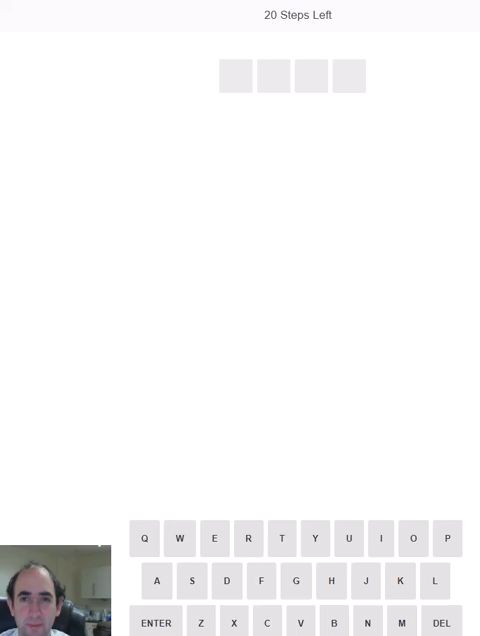 20 Steps Left
Q W E R T Y U I O P
A S D F G H J K L
ENTER Z X C V B N M DEL